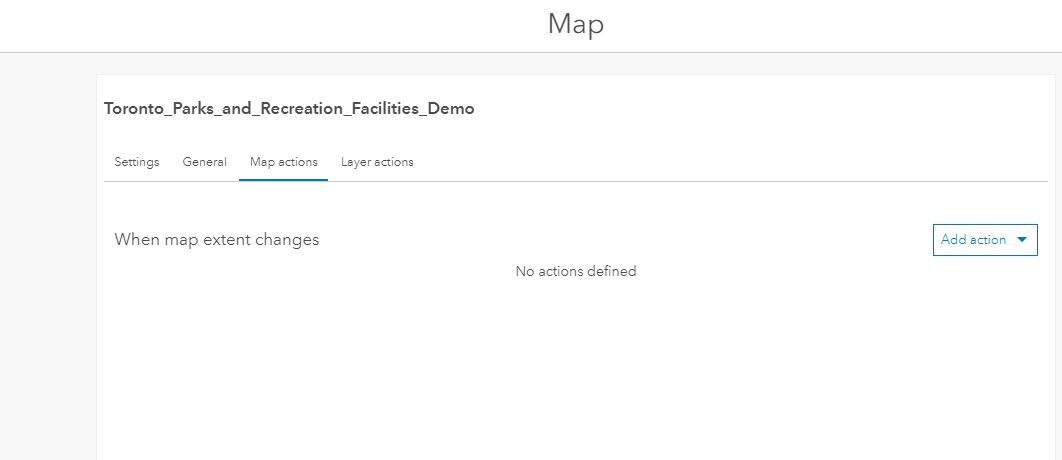 Map
Toronto_Parks_and_Recreation_Facilities_Demo
Settings General Map actions Layer actions
When map extent changes Add action
No actions defined